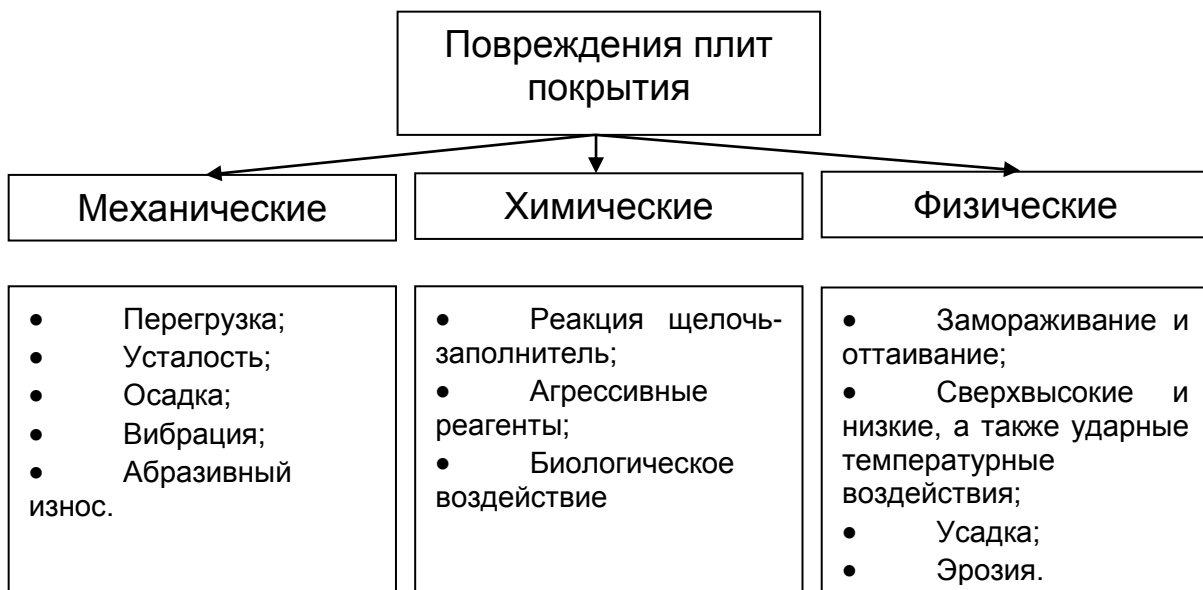 Повреждения плит
покрытия
Механические
Химические
Физические
• Перегрузка;
• Усталость;
• Осадка;
• Вибрация;
• Абразивный
износ.
• Реакция щелочь-
заполнитель;
• Агрессивные
реагенты;
• Биологическое
воздействие
• Замораживание и
оттаивание;
• Сверхвысокие и
низкие, а также ударные
температурные
воздействия;
• Усадка;
• Эрозия.